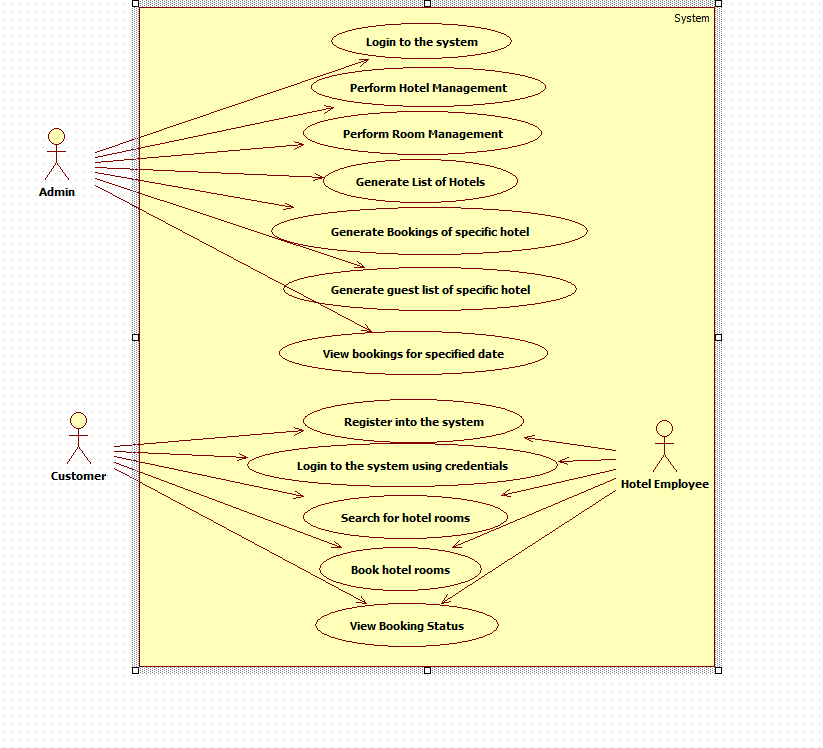 System
Login to the system
Perform Hotel Management
Perform Room Management
Admin
Generate List of Hotels
Generate Bookings of specific hotel
Generate guest list of specific hotel
View bookings for specified date
Register into the system
Customer
Login to the system using credentials
Hotel Employee
Search for hotel rooms
Book hotel rooms
View Booking Status